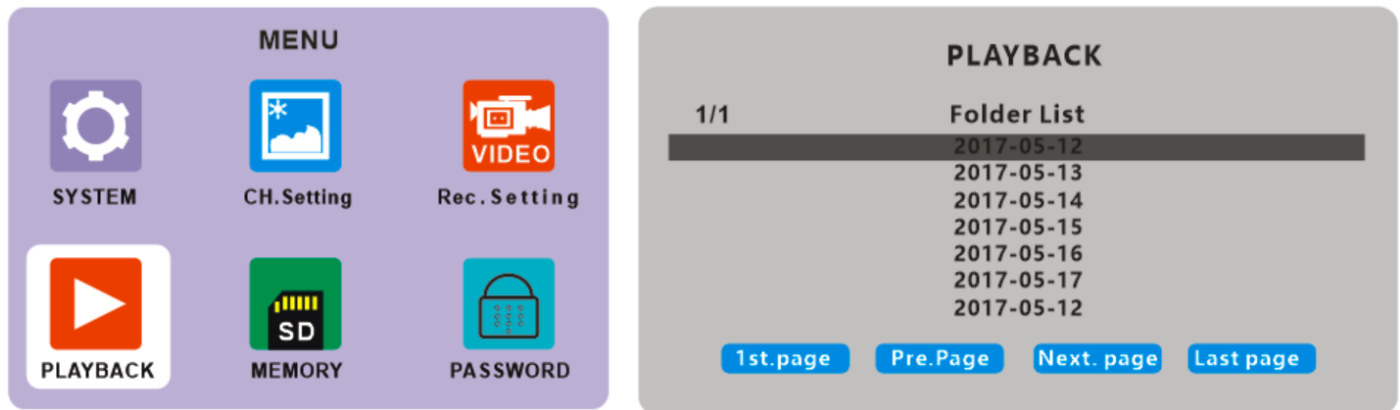 MENU
VIDEO
SYSTEM
CH.Setting
Rec.Setting
SD
PLAYBACK
MEMORY
PASSWORD
PLAYBACK
1/1
Folder List
2017-05-12
2017-05-13
2017-05-14
2017-05-15
2017-05-16
2017-05-17
2017-05-12
1st.page
Pre.Page
Next. page
Last page